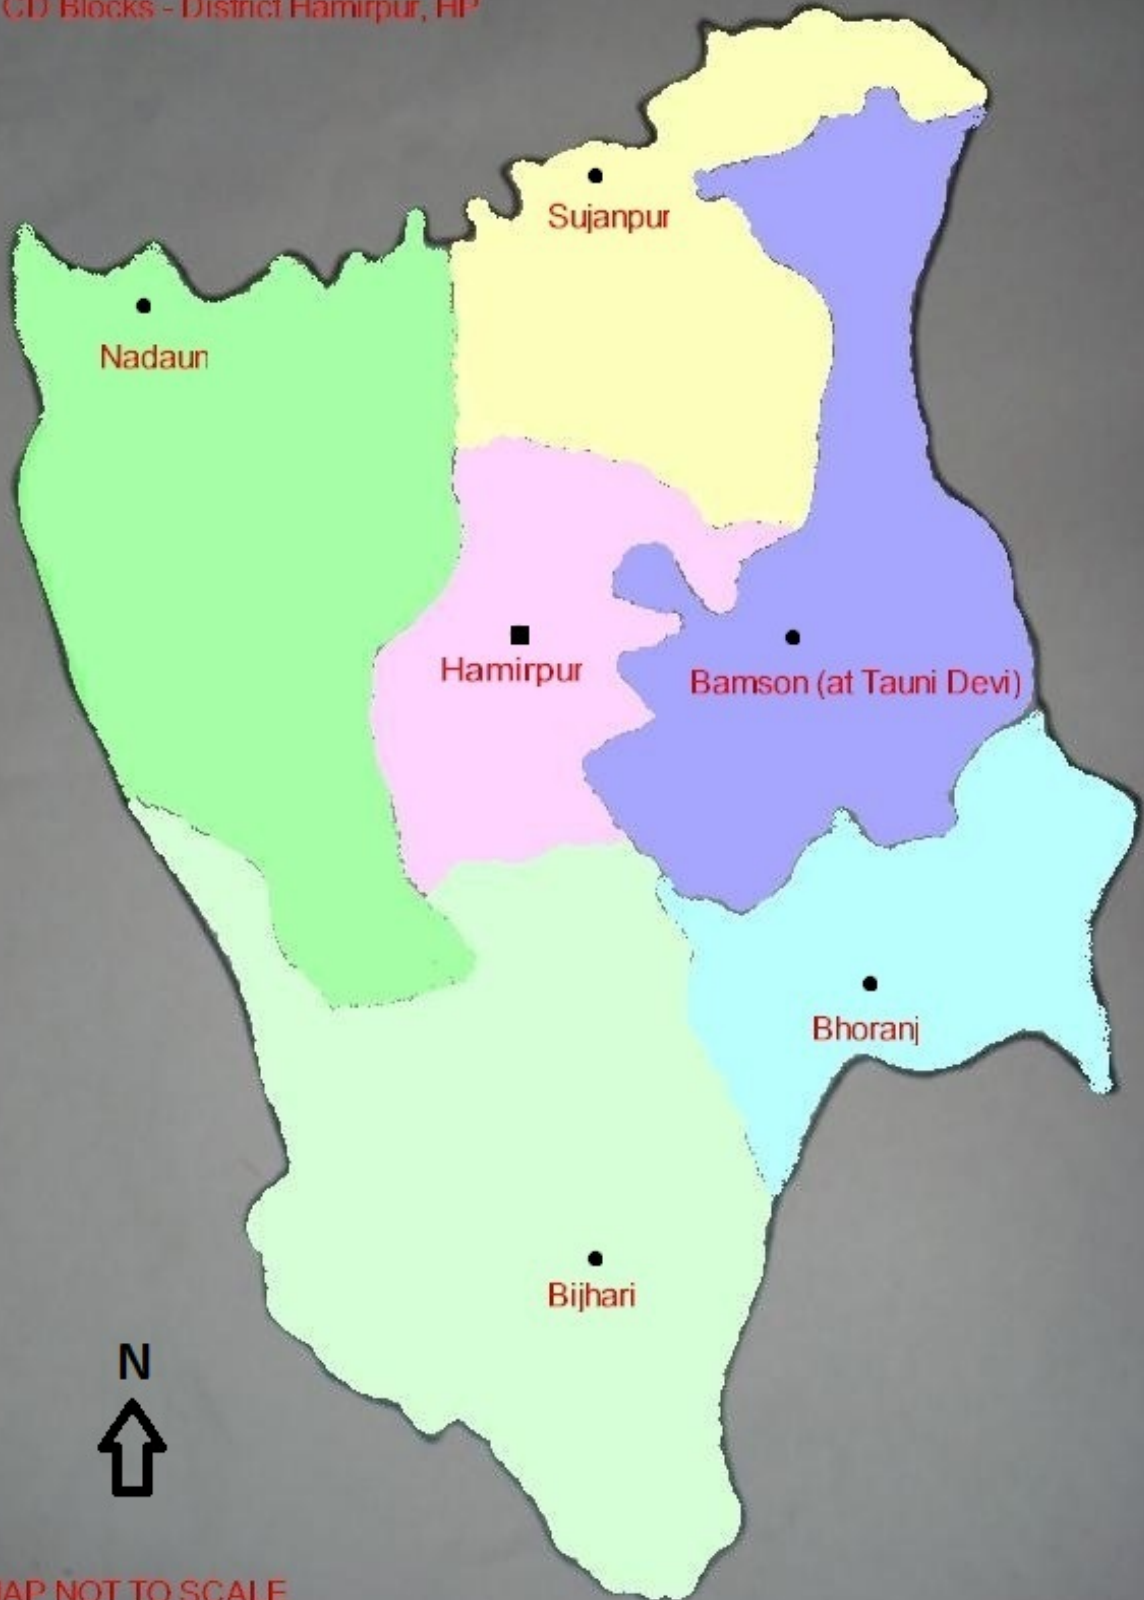 CD Blocks - District Hamirpur, HP
Sujanpur
Nadaun
Hamirpur
Bamson (at Tauni Devi)
Bhoranj
Bijhari
N
MAP NOT TO SCALE